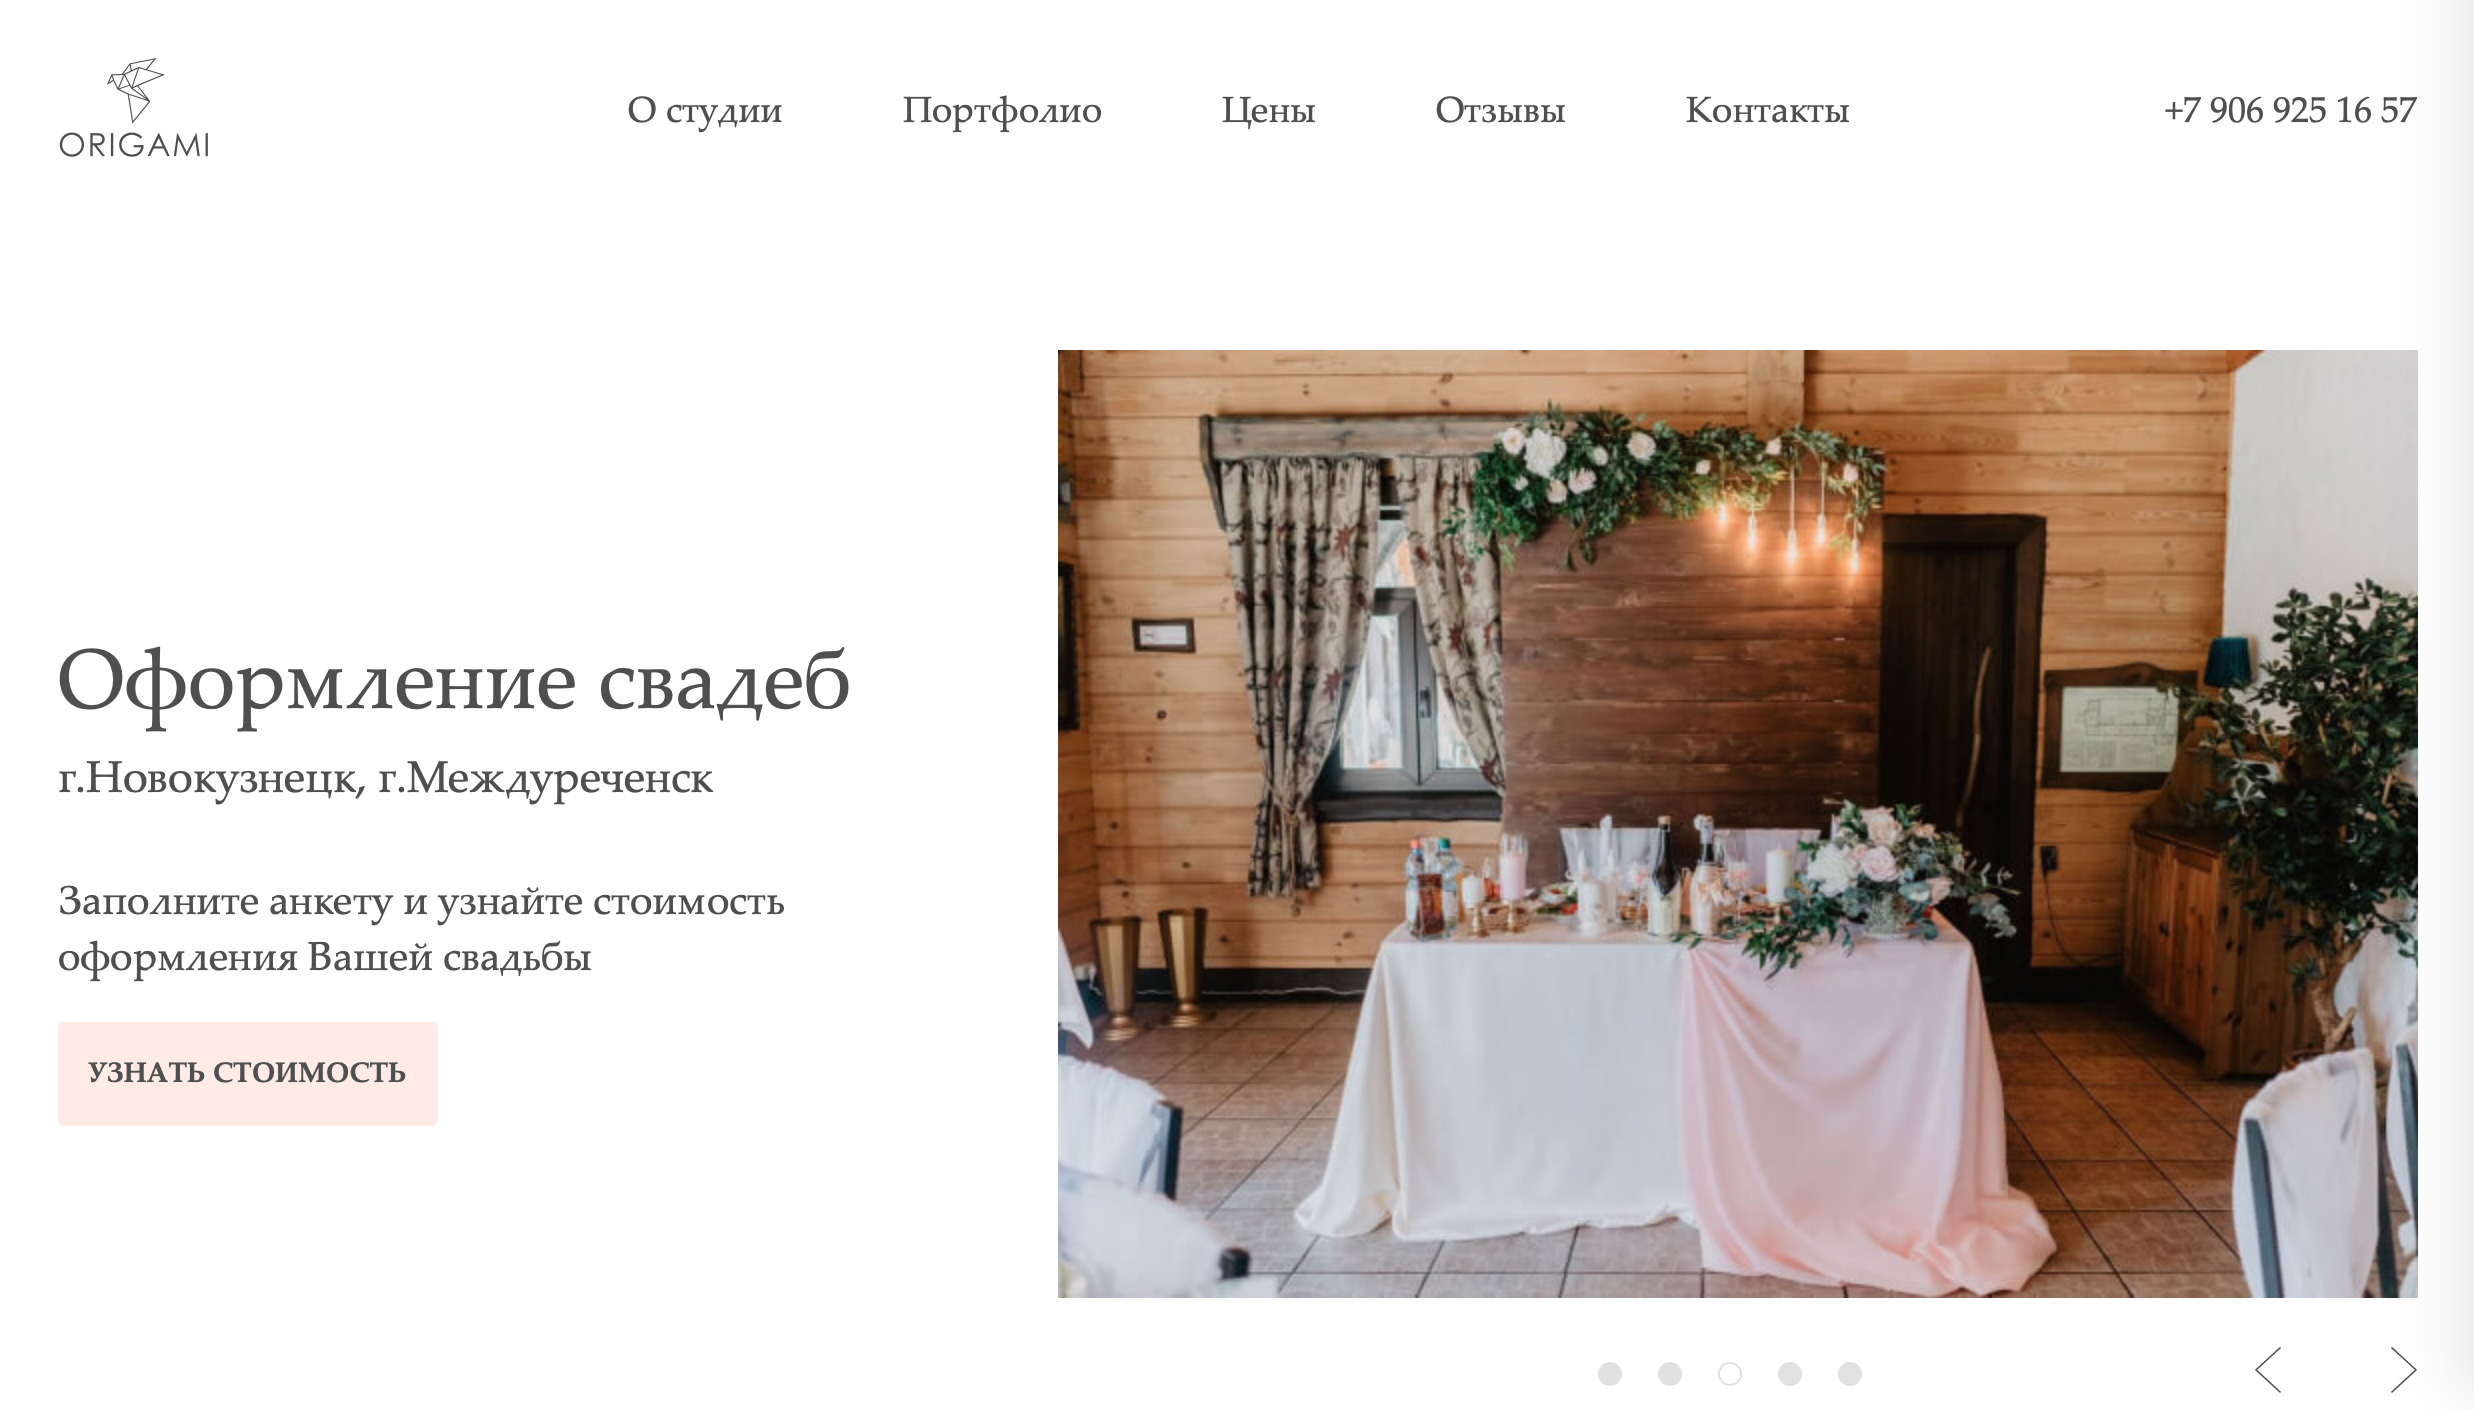 ORIGAMI
О студии
Портфолио
Цены
Отзывы
Контакты
+7 906 925 16 57
Оформление свадеб
г.Новокузнецк, г.Междуреченск
Заполните анкету и узнайте стоимость
оформления Вашей свадьбы
УЗНАТЬ СТОИМОСТЬ